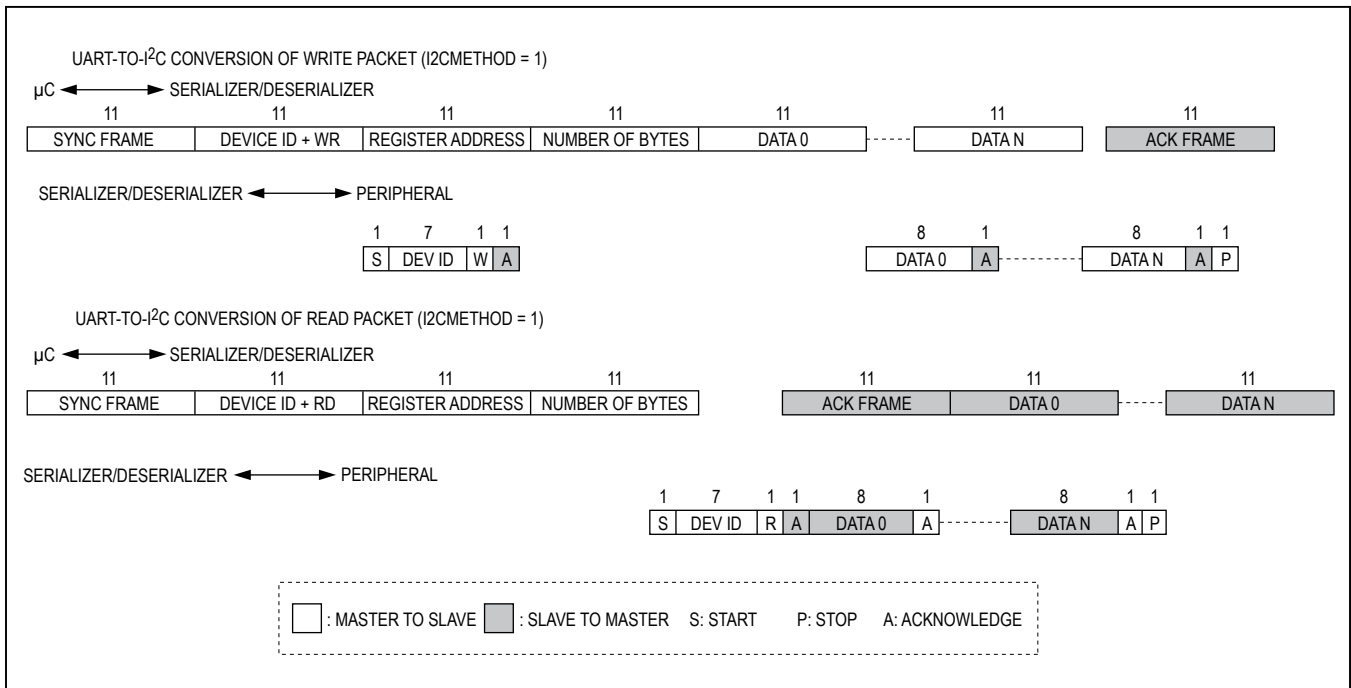 UART-TO-I2C CONVERSION OF WRITE PACKET (I2CMETHOD = 1)
µC SERIALIZER/DESERIALIZER
11 11 11 11 11 11 11
SYNC FRAME DEVICE ID + WR REGISTER ADDRESS NUMBER OF BYTES DATA 0 DATA N ACK FRAME
SERIALIZER/DESERIALIZER PERIPHERAL
1 7 1 1 8 1 8 1 1
S DEV ID W A DATA 0 A DATA N A P
UART-TO-I2C CONVERSION OF READ PACKET (I2CMETHOD = 1)
µC SERIALIZER/DESERIALIZER
11 11 11 11 11 11 11
SYNC FRAME DEVICE ID + RD REGISTER ADDRESS NUMBER OF BYTES ACK FRAME DATA 0 DATA N
SERIALIZER/DESERIALIZER PERIPHERAL
1 7 1 1 8 1 8 1 1
S DEV ID R A DATA 0 A DATA N A P
: MASTER TO SLAVE : SLAVE TO MASTER S: START P: STOP A: ACKNOWLEDGE